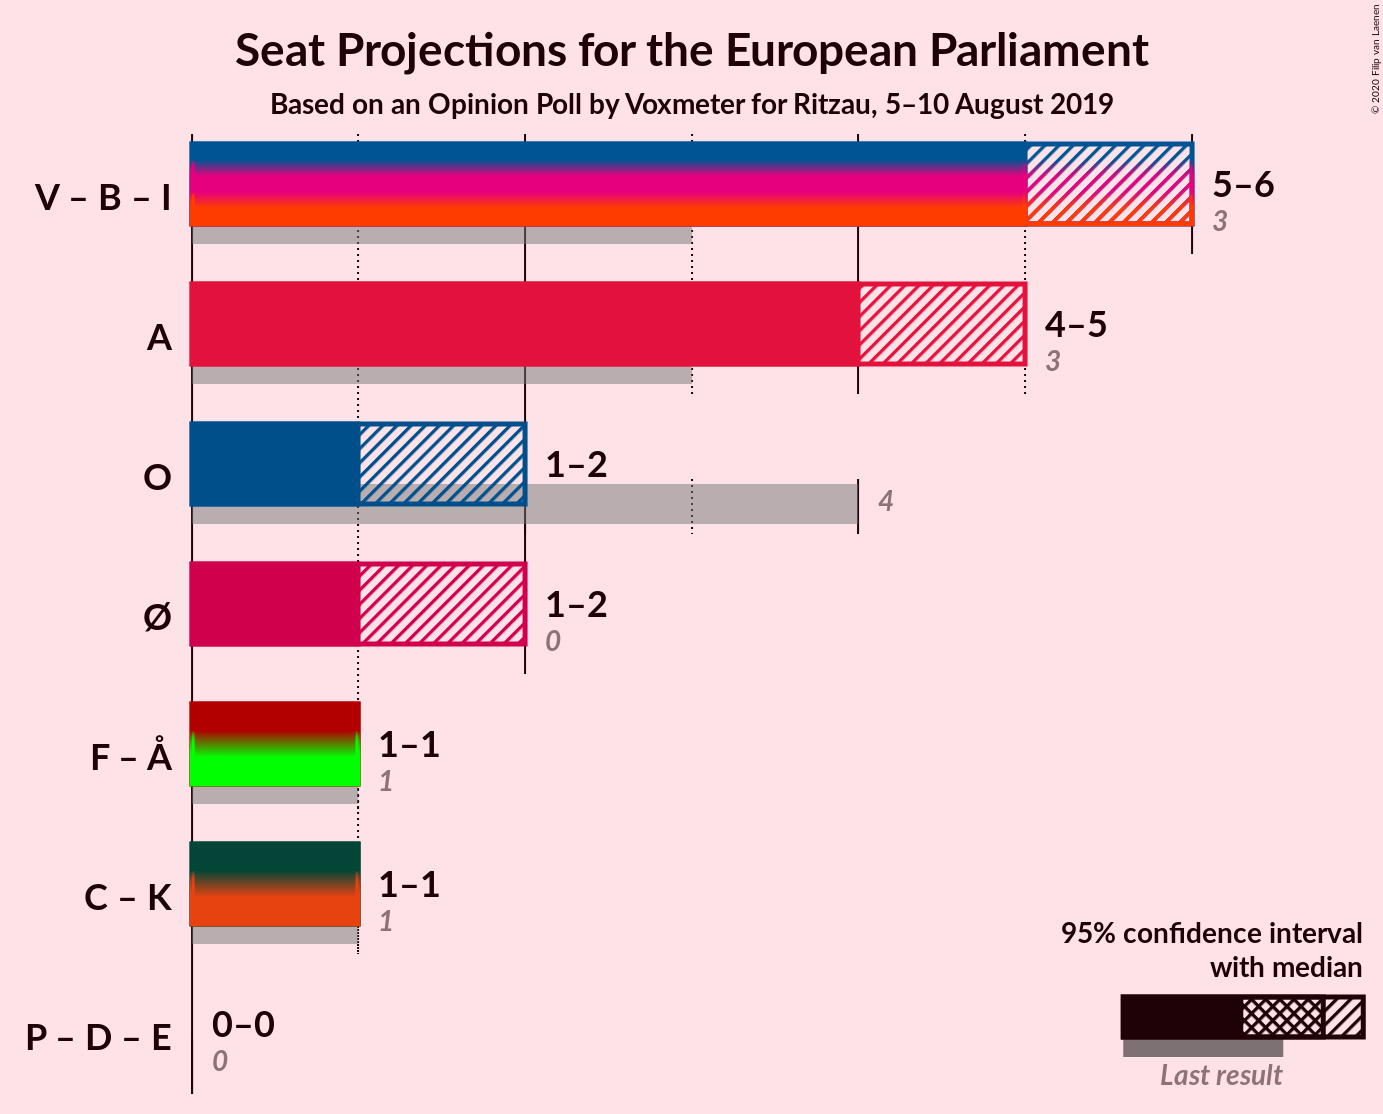 Seat Projections for the European Parliament
Based on an Opinion Poll by Voxmeter for Ritzau, 5–10 August 2019
© 2020 Filip van Laenen
V – B – I
5–6
3
A
4–5
3
O
1–2
4
Ø
1–2
0
F – Å
1–1
1
C – K
1–1
1
P – D – E
0–0
0
95% confidence interval
with median
Last result